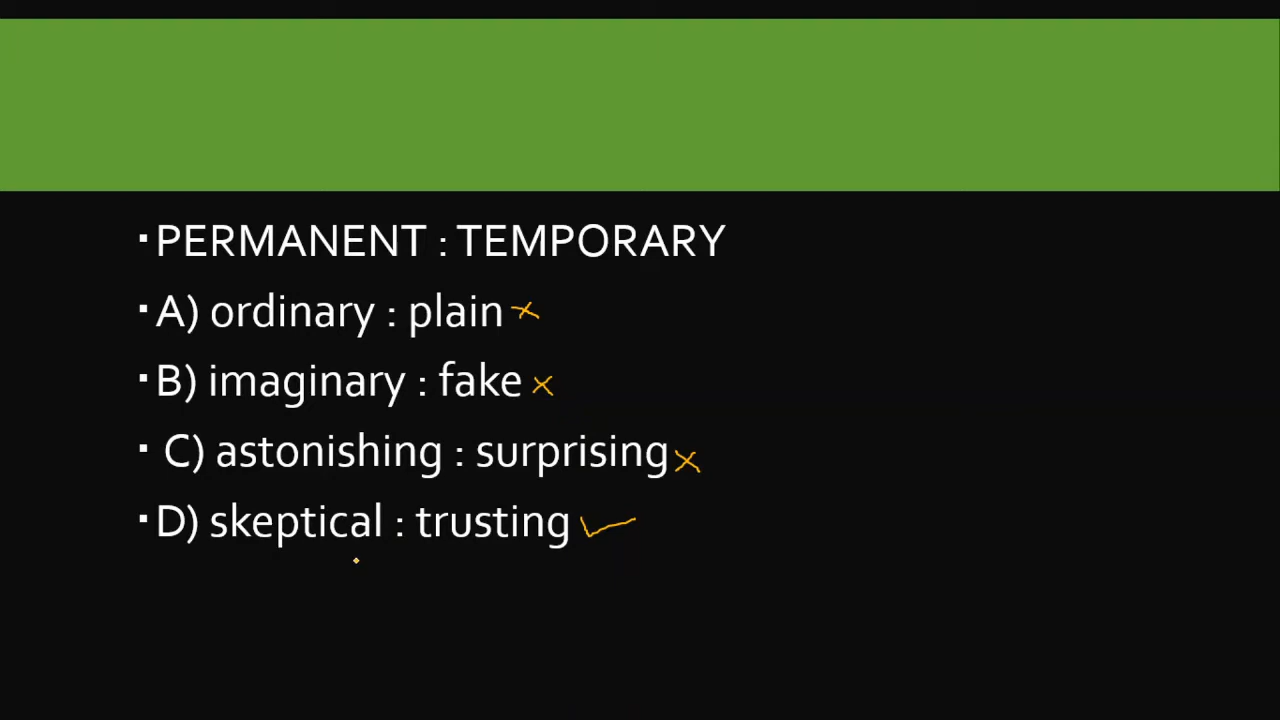 ▪PERMANENT : TEMPORARY
▪A) ordinary : plain
▪B) imaginary : fake
▪ C) astonishing : surprising
▪D) skeptical : trusting